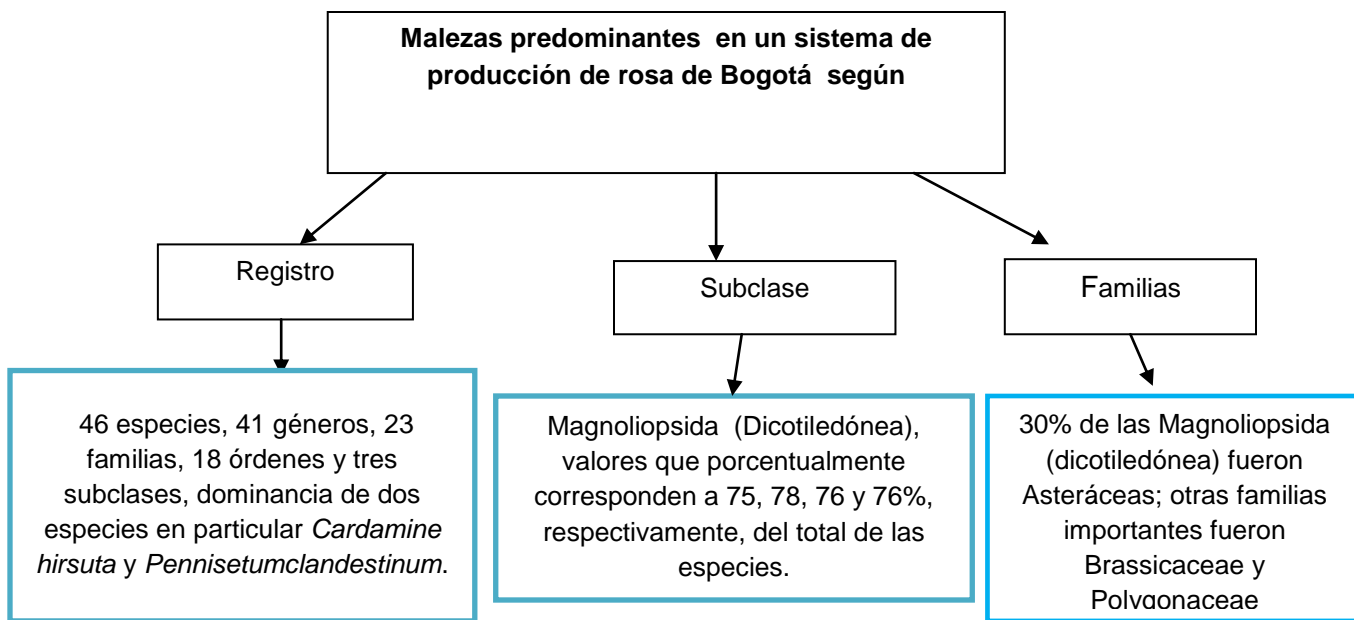 Malezas predominantes en un sistema de
producción de rosa de Bogotá según
Registro
Subclase
Familias
46 especies, 41 géneros, 23
familias, 18 órdenes y tres
subclases, dominancia de dos
especies en particular Cardamine
hirsuta y Pennisetumclandestinum.
Magnoliopsida (Dicotiledónea),
valores que porcentualmente
corresponden a 75, 78, 76 y 76%,
respectivamente, del total de las
especies.
30% de las Magnoliopsida
(dicotiledónea) fueron
Asteráceas; otras familias
importantes fueron
Brassicaceae y
Polygonaceae